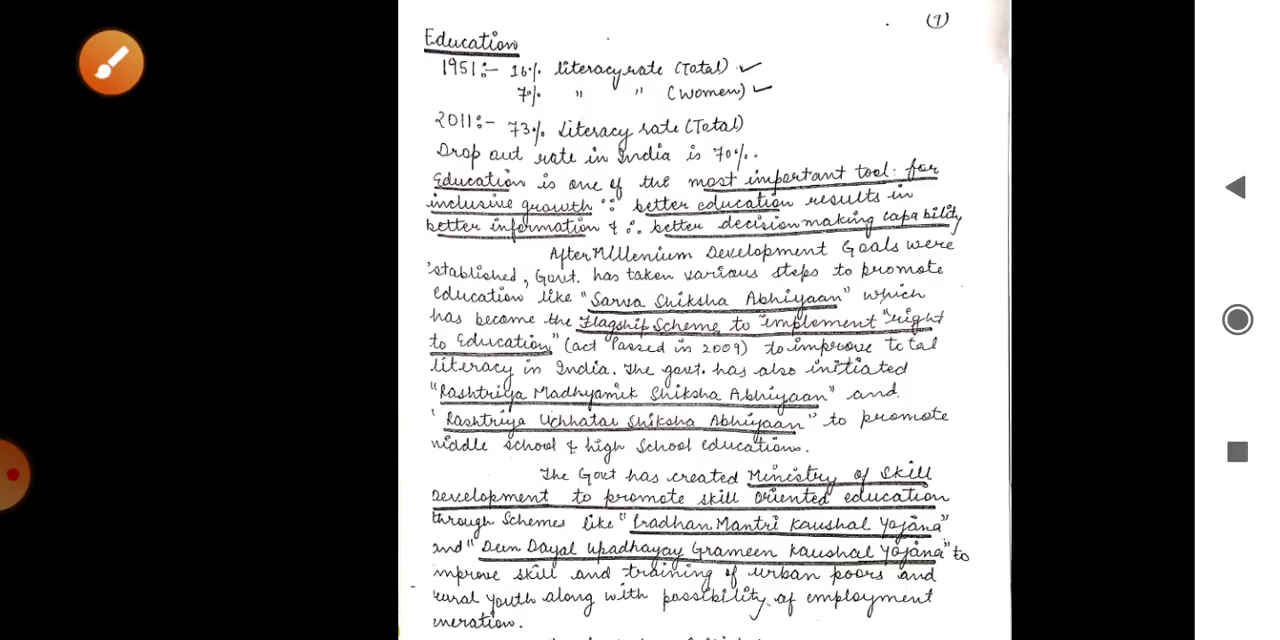 (9)
Education
1951:- 16% literacy rate (Total) ✓
7% " " (Women) ✓
2011:- 73% Literacy rate (Total)
Drop out rate in India is 70%.
Education is one of the most important tool: for
inclusive growth ∵ better education results in
better information & ∴ better decision making capability
After Millenium Development Goals were
'stablished, Govt. has taken various steps to promote
education like "Sarva Shiksha Abhiyaan" which
has become the flagship Scheme to implement "right
to Education" (act passed in 2009) to improve total
literacy in India. The govt. has also initiated
"Rashtriya Madhyamik Shiksha Abhiyaan" and
' Rashtriya Uchhatar Shiksha Abhiyaan" to promote
middle school & high School education.
The Govt has created Ministry of Skill
Development to promote skill oriented education
through Schemes like "Pradhan Mantri Kaushal Yojana"
and "Deen Dayal Upadhayay Grameen Kaushal Yojana" to
improve skill and training of urban poors and
rural youth along with possibility of employment
neration.